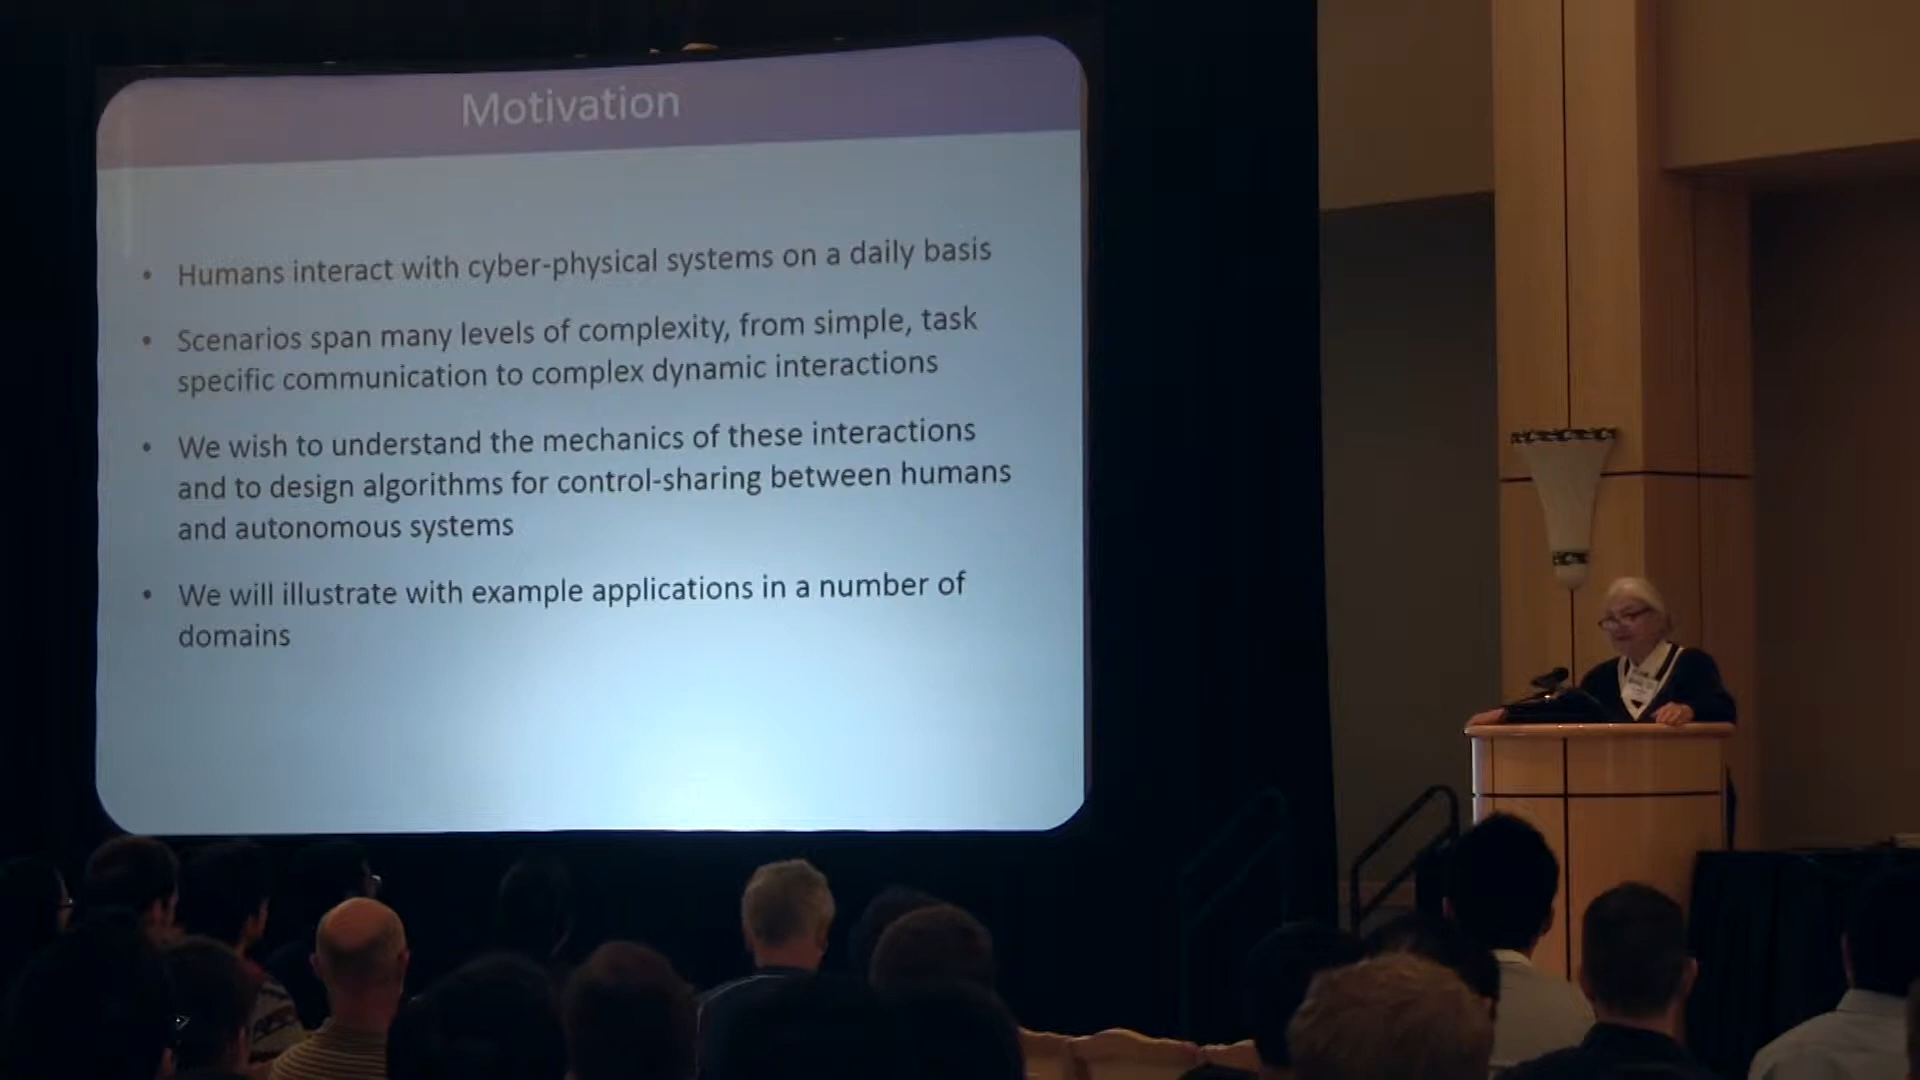 Motivation
• Humans interact with cyber-physical systems on a daily basis
• Scenarios span many levels of complexity, from simple, task
specific communication to complex dynamic interactions
• We wish to understand the mechanics of these interactions
and to design algorithms for control-sharing between humans
and autonomous systems
• We will illustrate with example applications in a number of
domains